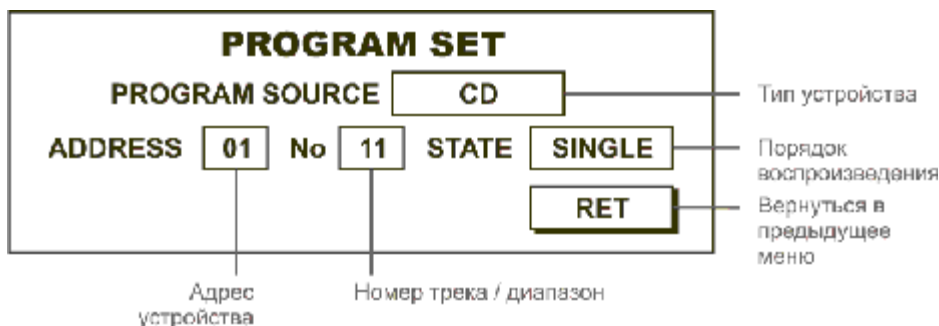 PROGRAM SET
PROGRAM SOURCE CD
Тип устройства
ADDRESS 01 No 11 STATE SINGLE
Порядок
воспроизведения
RET
Вернуться в
предыдущее
меню
Адрес
устройства
Номер трека / диапазон